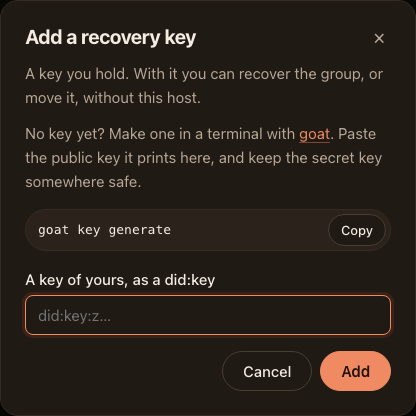 Add a recovery key
×
A key you hold. With it you can recover the group, or
move it, without this host.
No key yet? Make one in a terminal with goat. Paste
the public key it prints here, and keep the secret key
somewhere safe.
goat key generate
Copy
A key of yours, as a did:key
did:key:z...
Cancel
Add